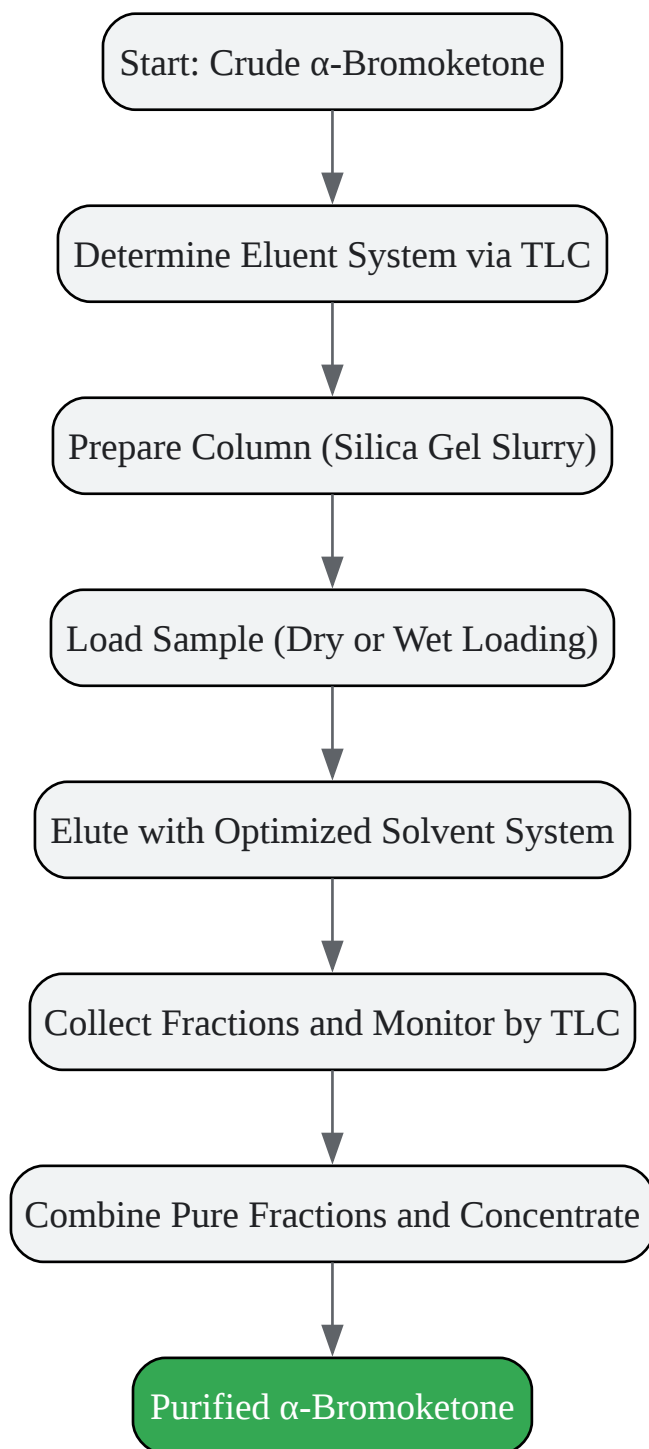 Start: Crude α-Bromoketone
Determine Eluent System via TLC
Prepare Column (Silica Gel Slurry)
Load Sample (Dry or Wet Loading)
Elute with Optimized Solvent System
Collect Fractions and Monitor by TLC
Combine Pure Fractions and Concentrate
Purified α-Bromoketone